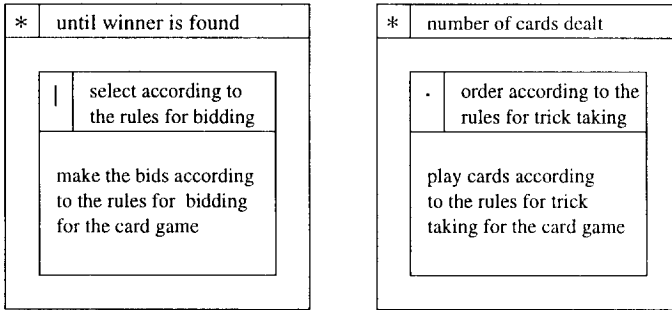 * until winner is found
| select according to
the rules for bidding
make the bids according
to the rules for bidding
for the card game
* number of cards dealt
. order according to the
rules for trick taking
play cards according
to the rules for trick
taking for the card game